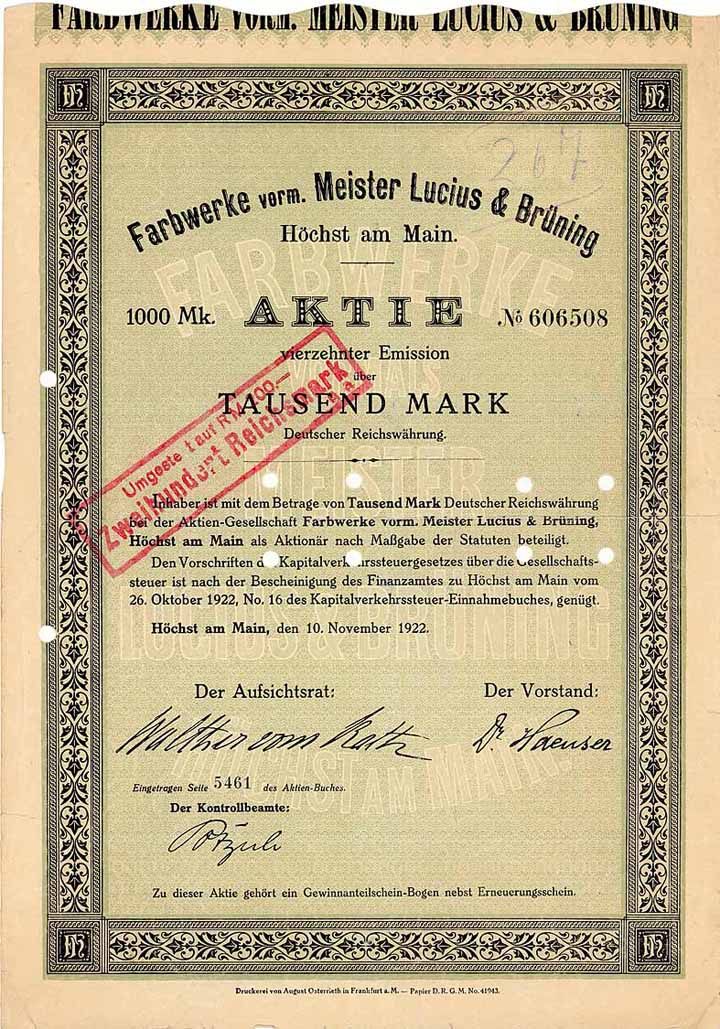 FARBWERKE VORM. MEISTER LUCIUS & BRÜNING
Farbwerke vorm. Meister Lucius & Brüning
Höchst am Main.
1000 Mk. AKTIE № 606508
vierzehnter Emission
über
TAUSEND MARK
Deutscher Reichswährung.
Umgestellt auf RM 200.—
Zweihundert Reichsmark
Inhaber ist mit dem Betrage von Tausend Mark Deutscher Reichswährung
bei der Aktien-Gesellschaft Farbwerke vorm. Meister Lucius & Brüning,
Höchst am Main als Aktionär nach Maßgabe der Statuten beteiligt.
Den Vorschriften des Kapitalverkehrssteuergesetzes über die Gesellschafts-
steuer ist nach der Bescheinigung des Finanzamtes zu Höchst am Main vom
26. Oktober 1922, No. 16 des Kapitalverkehrssteuer-Einnahmebuches, genügt.
Höchst am Main, den 10. November 1922.
Der Aufsichtsrat: Der Vorstand:
Walther vom Rath Dr. Haeuser
Eingetragen Seite 5461 des Aktien-Buches.
Der Kontrollbeamte:
Zu dieser Aktie gehört ein Gewinnanteilschein-Bogen nebst Erneuerungsschein.
Druckerei von August Osterrieth in Frankfurt a. M. — Papier D. R. G. M. No. 41943.